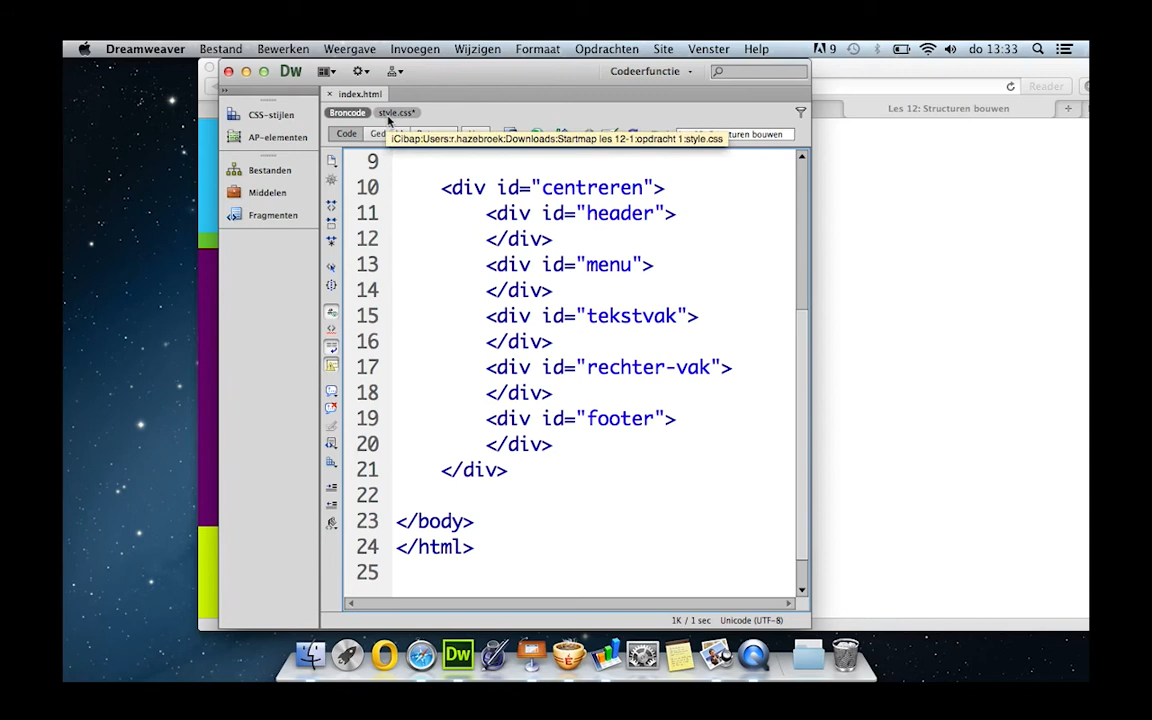 Dreamweaver Bestand Bewerken Weergave Invoegen Wijzigen Formaat Opdrachten Site Venster Help 9 do 13:33
Dw Codeerfunctie
index.html
Reader
Broncode style.css*
Les 12: Structuren bouwen
CSS-stijlen
AP-elementen
Bestanden
Middelen
Fragmenten
Code
iCibap:Users:r.hazebroek:Downloads:Startmap les 12-1:opdracht 1:style.css
9
10 <div id="centreren">
11 <div id="header">
12 </div>
13 <div id="menu">
14 </div>
15 <div id="tekstvak">
16 </div>
17 <div id="rechter-vak">
18 </div>
19 <div id="footer">
20 </div>
21 </div>
22
23 </body>
24 </html>
25
1K / 1 sec Unicode (UTF-8)
Dw